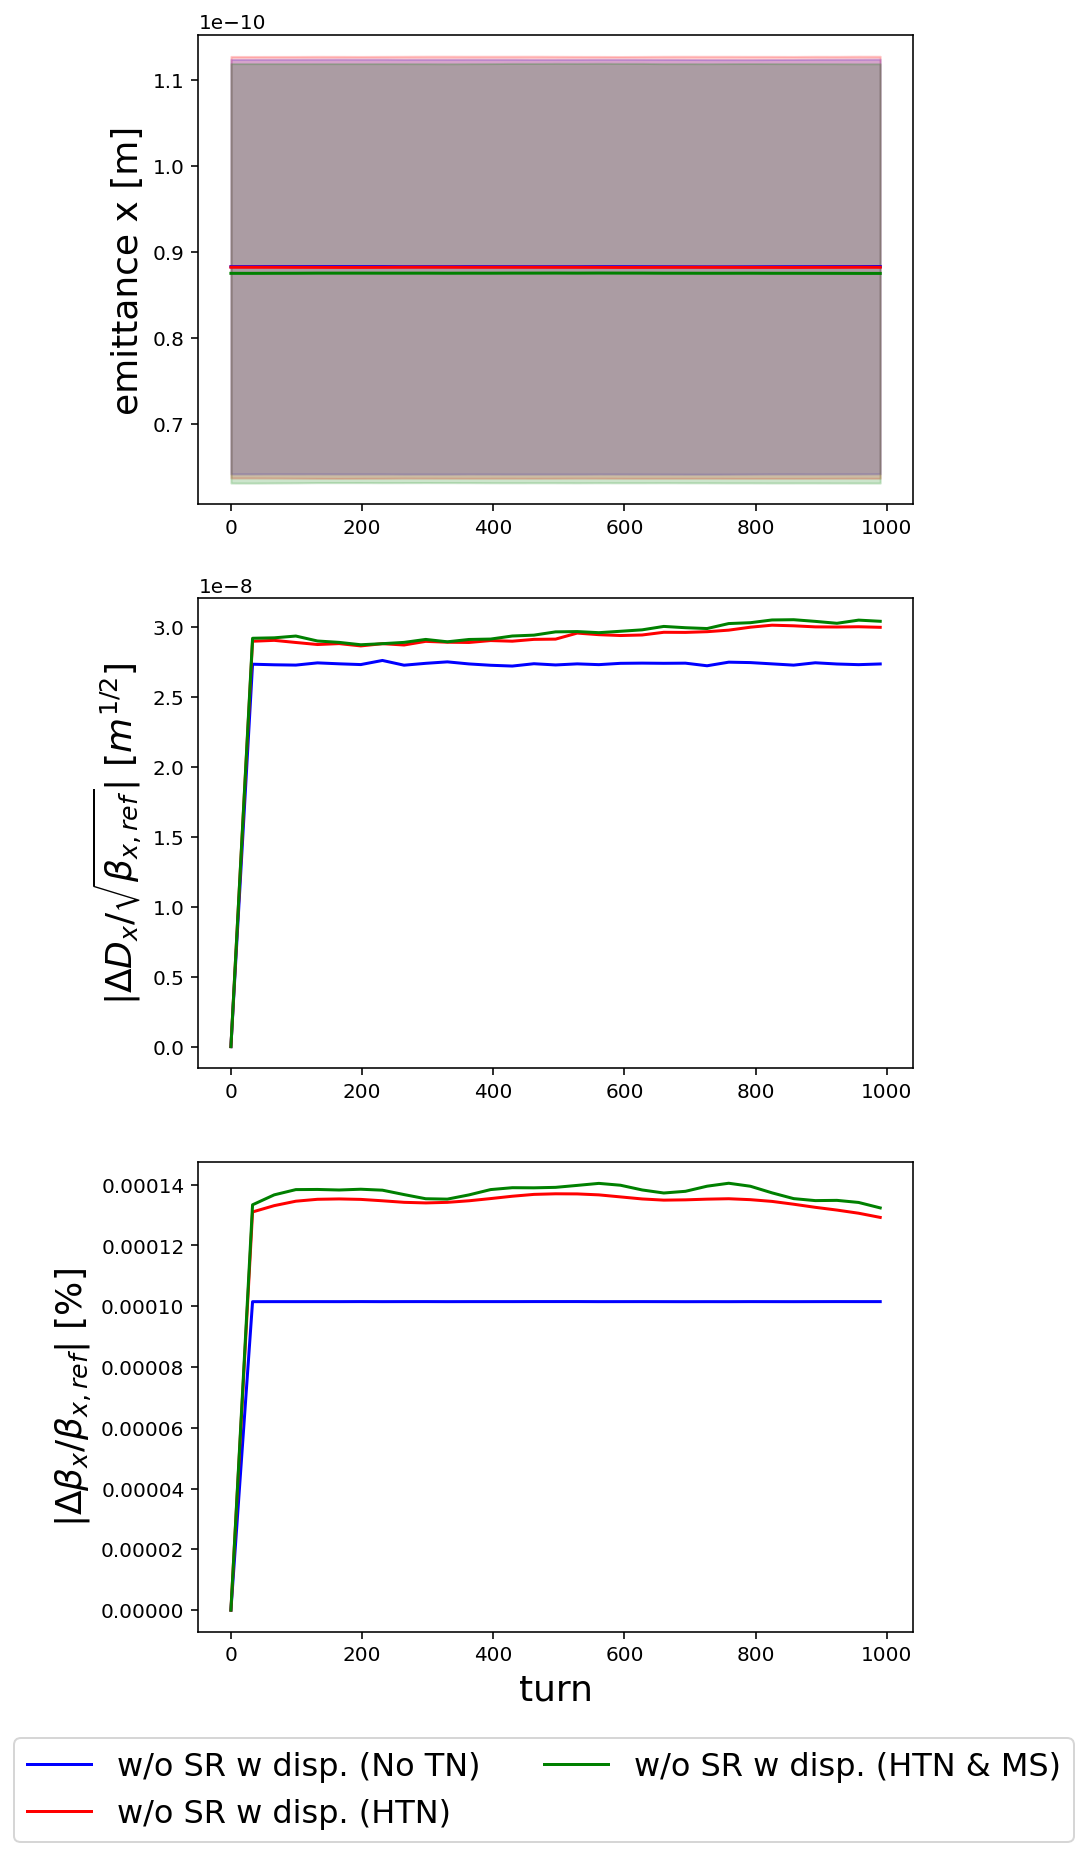 1e−10
1.1
1.0
0.9
0.8
0.7
emittance x [m]
0 200 400 600 800 1000
1e−8
3.0
2.5
2.0
1.5
1.0
0.5
0.0
|ΔD_x/√β_{x,ref}| [m^{1/2}]
0 200 400 600 800 1000
0.00014
0.00012
0.00010
0.00008
0.00006
0.00004
0.00002
0.00000
|Δβ_x/β_{x,ref}| [%]
0 200 400 600 800 1000
turn
w/o SR w disp. (No TN)
w/o SR w disp. (HTN)
w/o SR w disp. (HTN & MS)